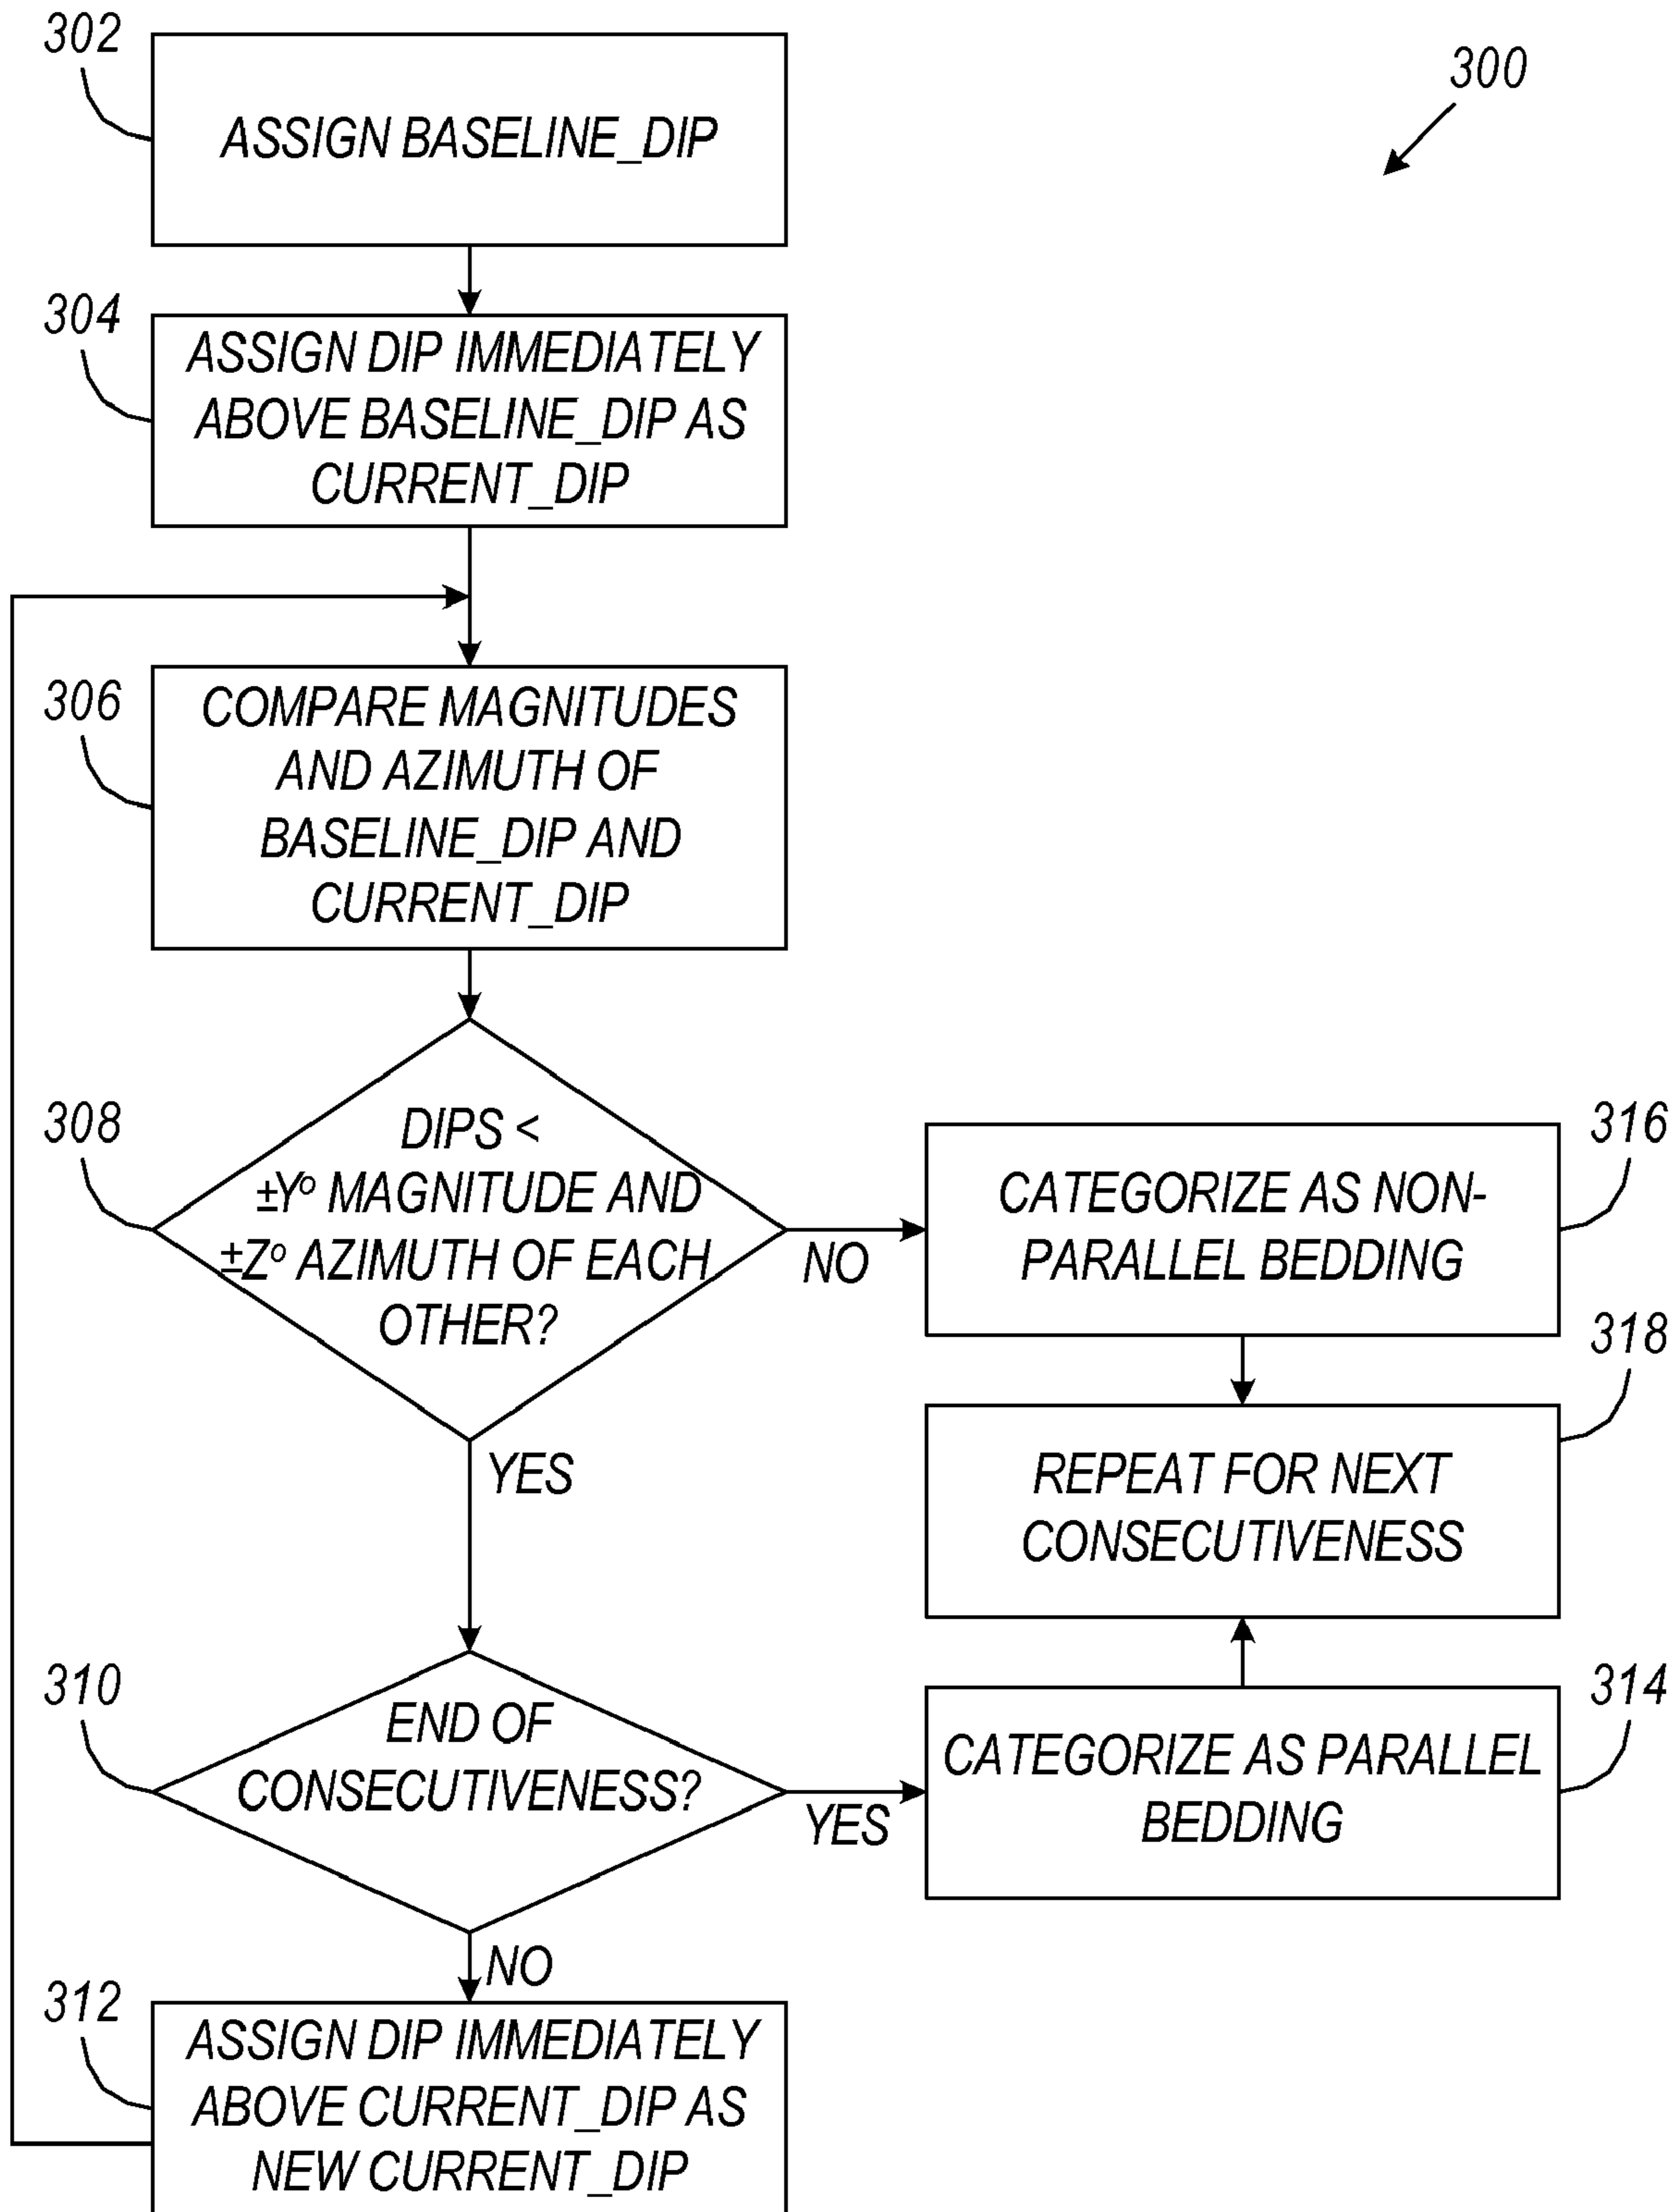 302
300
ASSIGN BASELINE_DIP
304
ASSIGN DIP IMMEDIATELY
ABOVE BASELINE_DIP AS
CURRENT_DIP
306
COMPARE MAGNITUDES
AND AZIMUTH OF
BASELINE_DIP AND
CURRENT_DIP
308
DIPS <
±Yº MAGNITUDE AND
±Zº AZIMUTH OF EACH
OTHER?
NO
YES
316
CATEGORIZE AS NON-
PARALLEL BEDDING
318
REPEAT FOR NEXT
CONSECUTIVENESS
310
END OF
CONSECUTIVENESS?
YES
NO
314
CATEGORIZE AS PARALLEL
BEDDING
312
ASSIGN DIP IMMEDIATELY
ABOVE CURRENT_DIP AS
NEW CURRENT_DIP